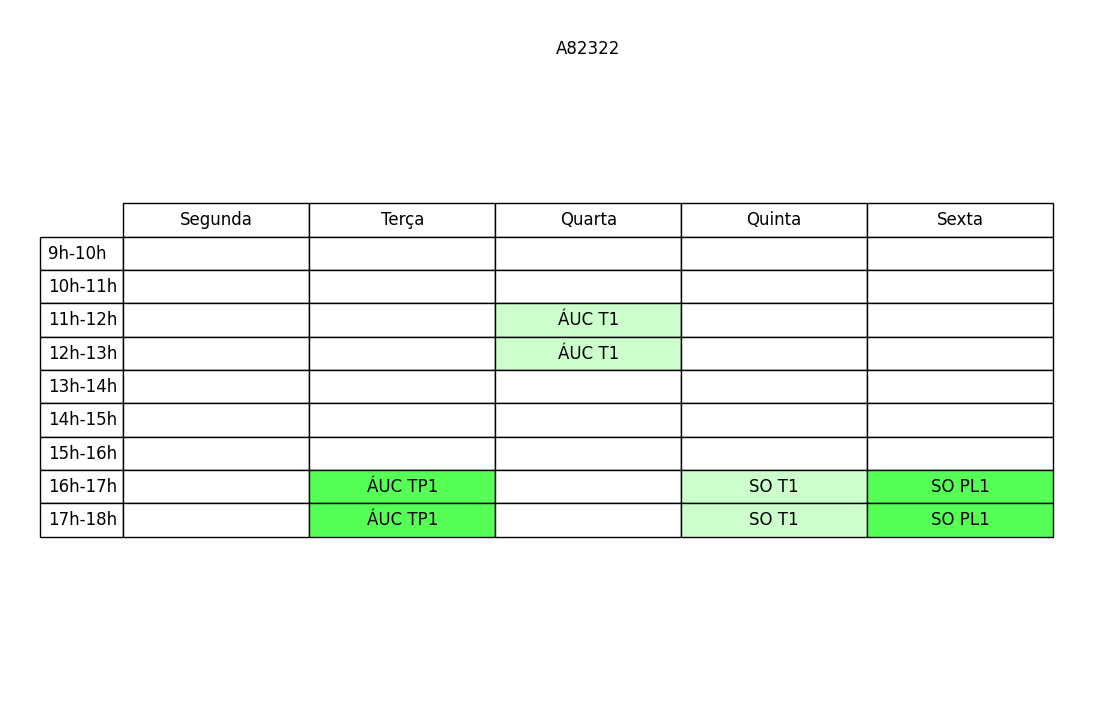 A82322
Segunda Terça Quarta Quinta Sexta
9h-10h
10h-11h
11h-12h ÁUC T1
12h-13h ÁUC T1
13h-14h
14h-15h
15h-16h
16h-17h ÁUC TP1 SO T1 SO PL1
17h-18h ÁUC TP1 SO T1 SO PL1